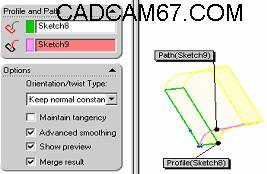 CADCAM67.COM
Profile and Path
Sketch8
Sketch9
Options
Orientation/twist Type:
Keep normal constan
Maintain tangency
Advanced smoothing
Show preview
Merge result
Path(Sketch9)
Profile(Sketch8)